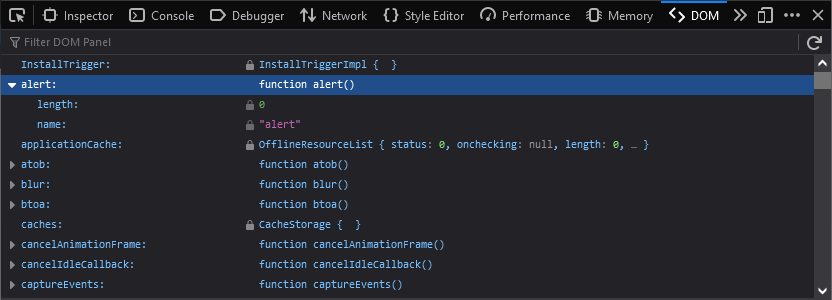 Inspector Console Debugger Network Style Editor Performance Memory DOM
Filter DOM Panel
InstallTrigger: InstallTriggerImpl { }
alert: function alert()
length: 0
name: "alert"
applicationCache: OfflineResourceList { status: 0, onchecking: null, length: 0, … }
atob: function atob()
blur: function blur()
btoa: function btoa()
caches: CacheStorage { }
cancelAnimationFrame: function cancelAnimationFrame()
cancelIdleCallback: function cancelIdleCallback()
captureEvents: function captureEvents()